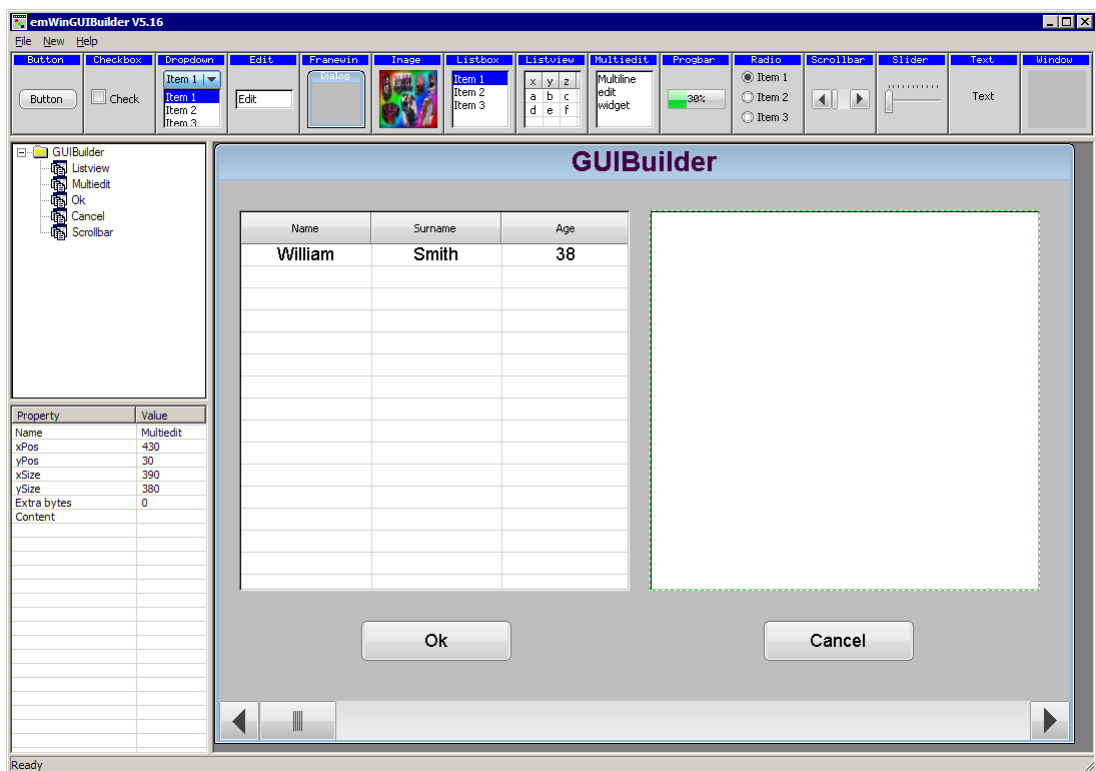 emWinGUIBuilder V5.16
File New Help
Button Checkbox Dropdown Edit Framewin Image Listbox Listview Multiedit Progbar Radio Scrollbar Slider Text Window
Button
Check
Item 1
Item 1
Item 2
Item 3
Edit
Dialog
Item 1
Item 2
Item 3
x y z
a b c
d e f
Multiline
edit
widget
30%
Item 1
Item 2
Item 3
Text
GUIBuilder
Listview
Multiedit
Ok
Cancel
Scrollbar
Property Value
Name Multiedit
xPos 430
yPos 30
xSize 390
ySize 380
Extra bytes 0
Content
GUIBuilder
Name Surname Age
William Smith 38
Ok
Cancel
Ready